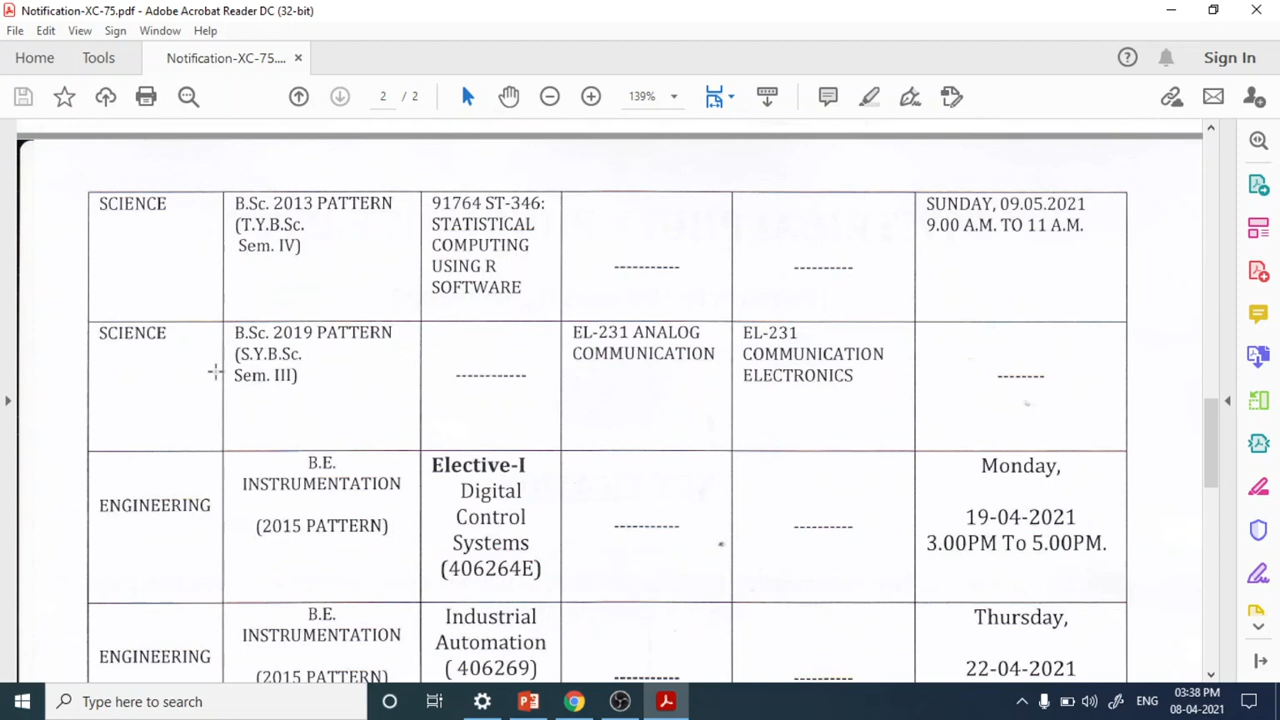 Notification-XC-75.pdf - Adobe Acrobat Reader DC (32-bit)
File Edit View Sign Window Help
Home Tools Notification-XC-75.... × Sign In
2 / 2 139%
SCIENCE
B.Sc. 2013 PATTERN
(T.Y.B.Sc.
Sem. IV)
91764 ST-346:
STATISTICAL
COMPUTING
USING R
SOFTWARE
-----------
-----------
SUNDAY, 09.05.2021
9.00 A.M. TO 11 A.M.
SCIENCE
B.Sc. 2019 PATTERN
(S.Y.B.Sc.
Sem. III)
------------
EL-231 ANALOG
COMMUNICATION
EL-231
COMMUNICATION
ELECTRONICS
--------
ENGINEERING
B.E.
INSTRUMENTATION
(2015 PATTERN)
Elective-I
Digital
Control
Systems
(406264E)
-----------
-----------
Monday,
19-04-2021
3.00PM To 5.00PM.
ENGINEERING
B.E.
INSTRUMENTATION
(2015 PATTERN)
Industrial
Automation
( 406269)
-----------
-----------
Thursday,
22-04-2021
Type here to search
ENG
03:38 PM
08-04-2021